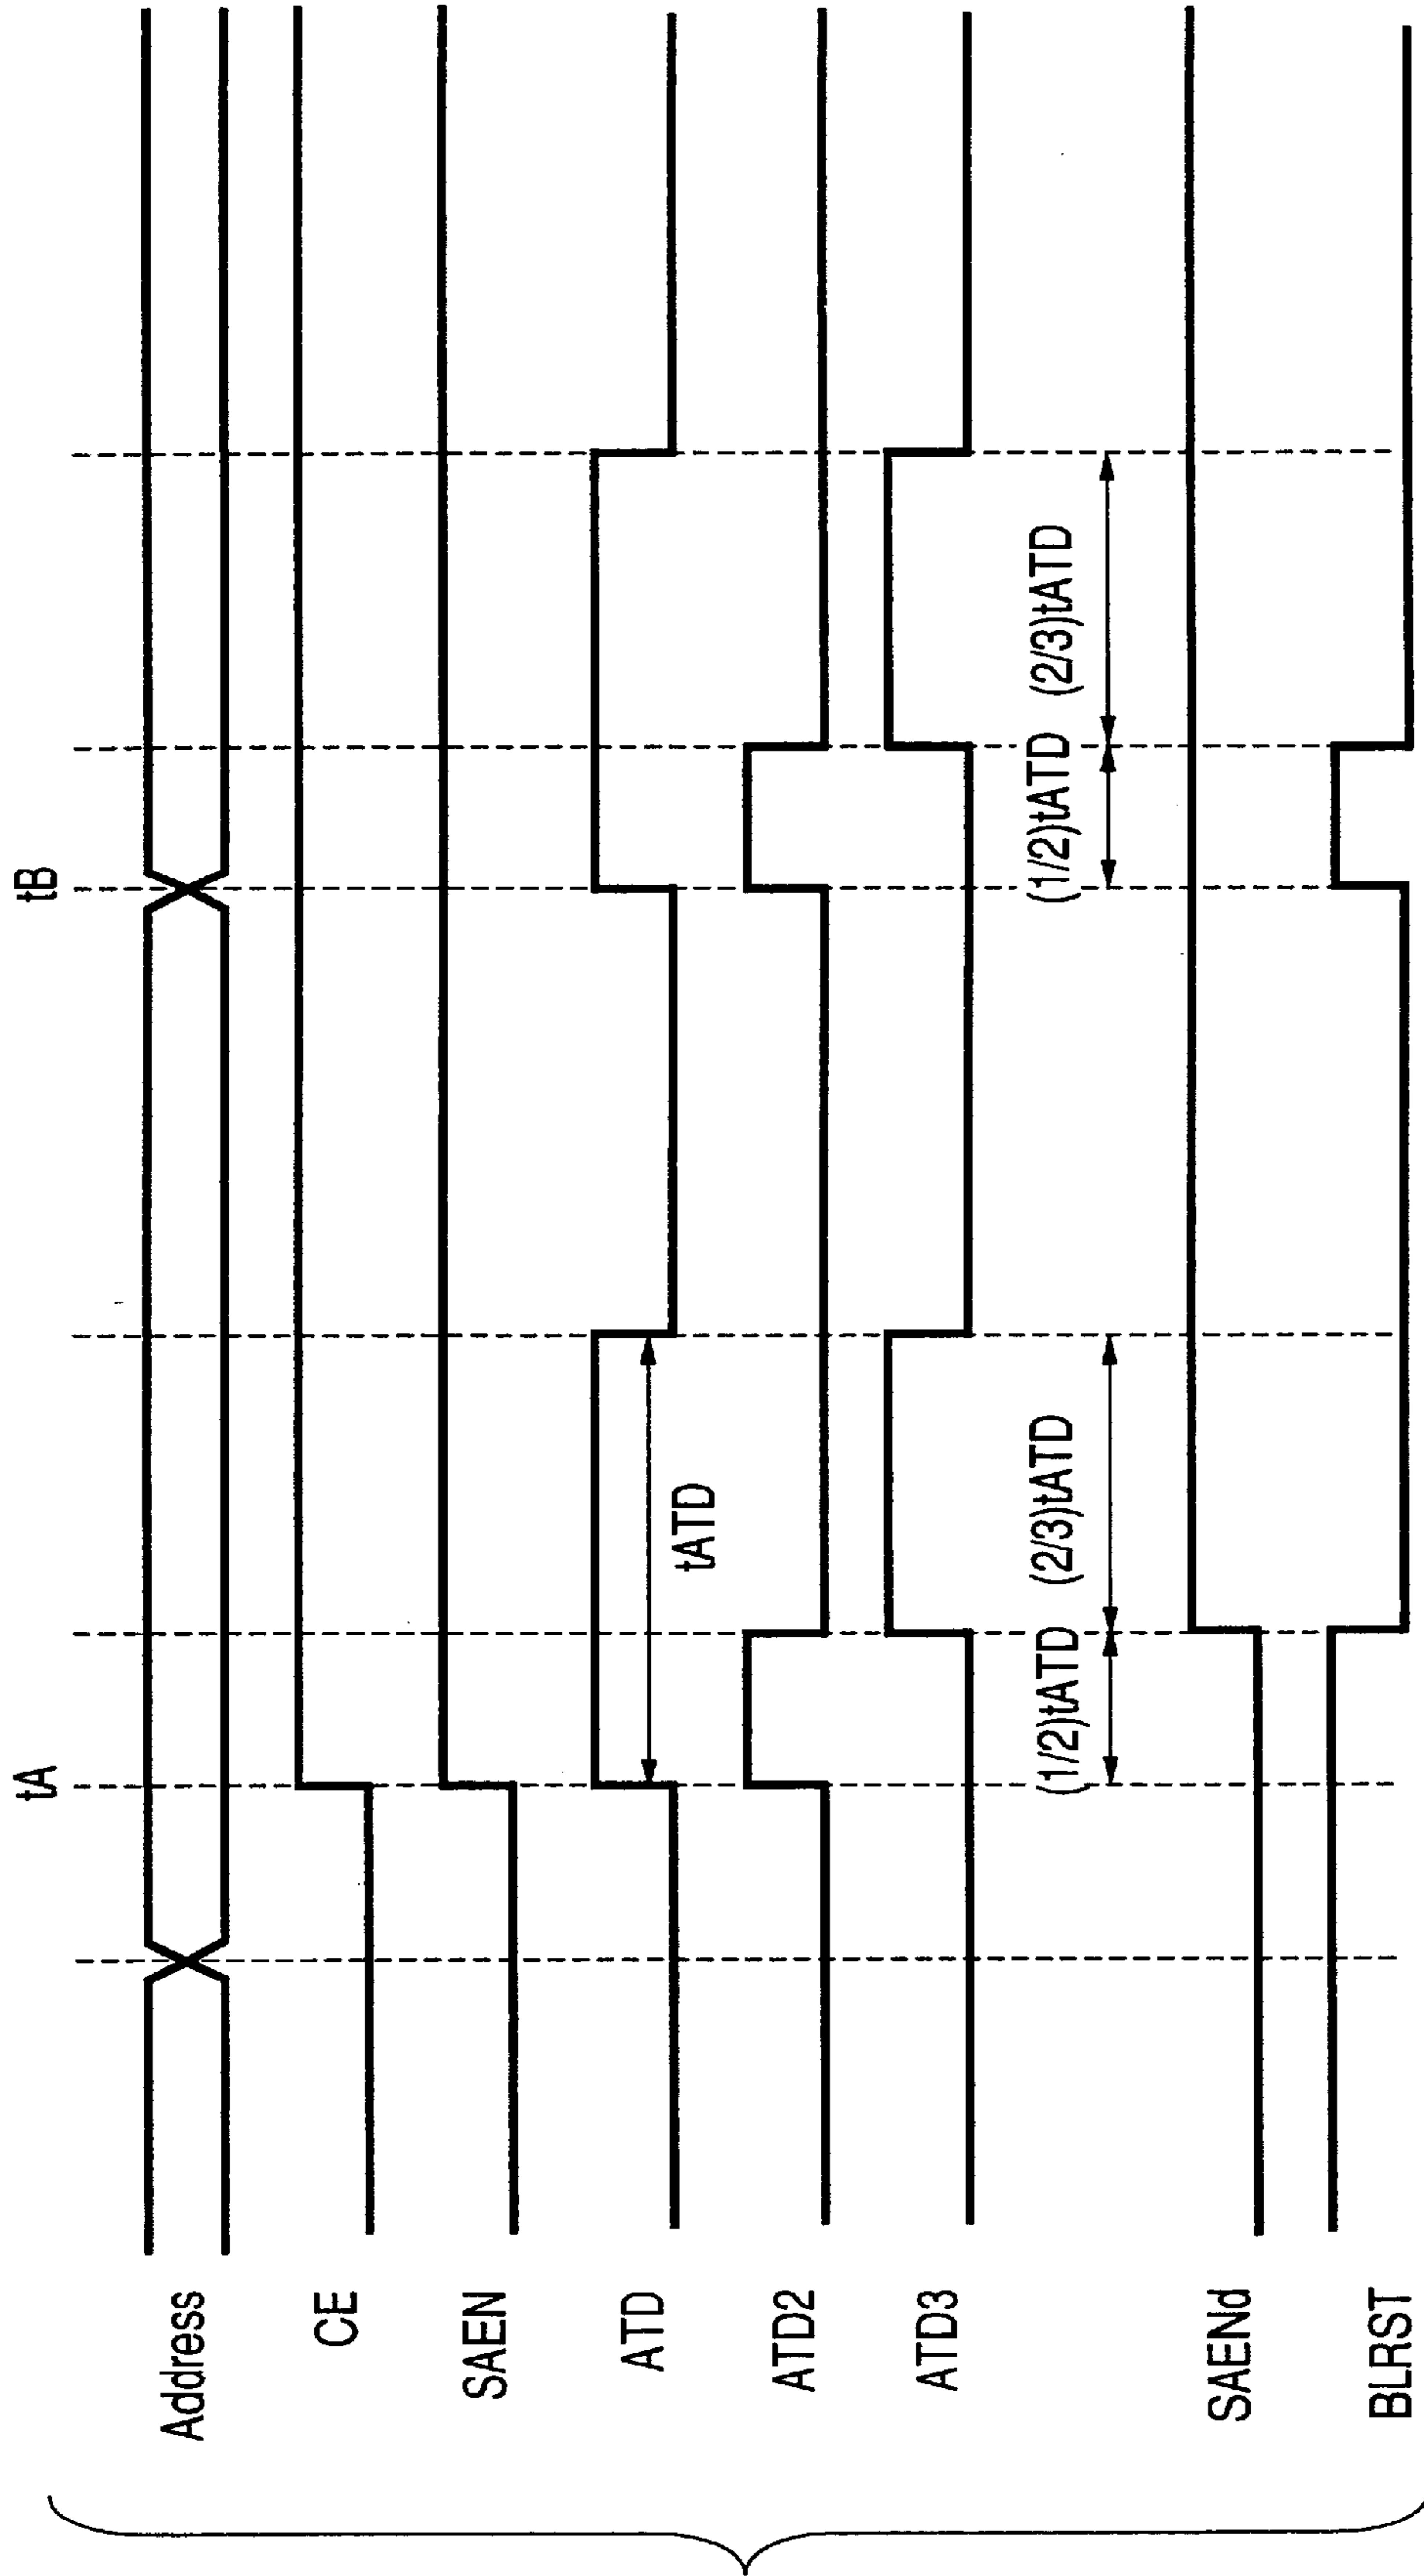 tA
tB
Address
CE
SAEN
ATD
tATD
ATD2
ATD3
(1/2)tATD
(2/3)tATD
(1/2)tATD
(2/3)tATD
SAENd
BLRST